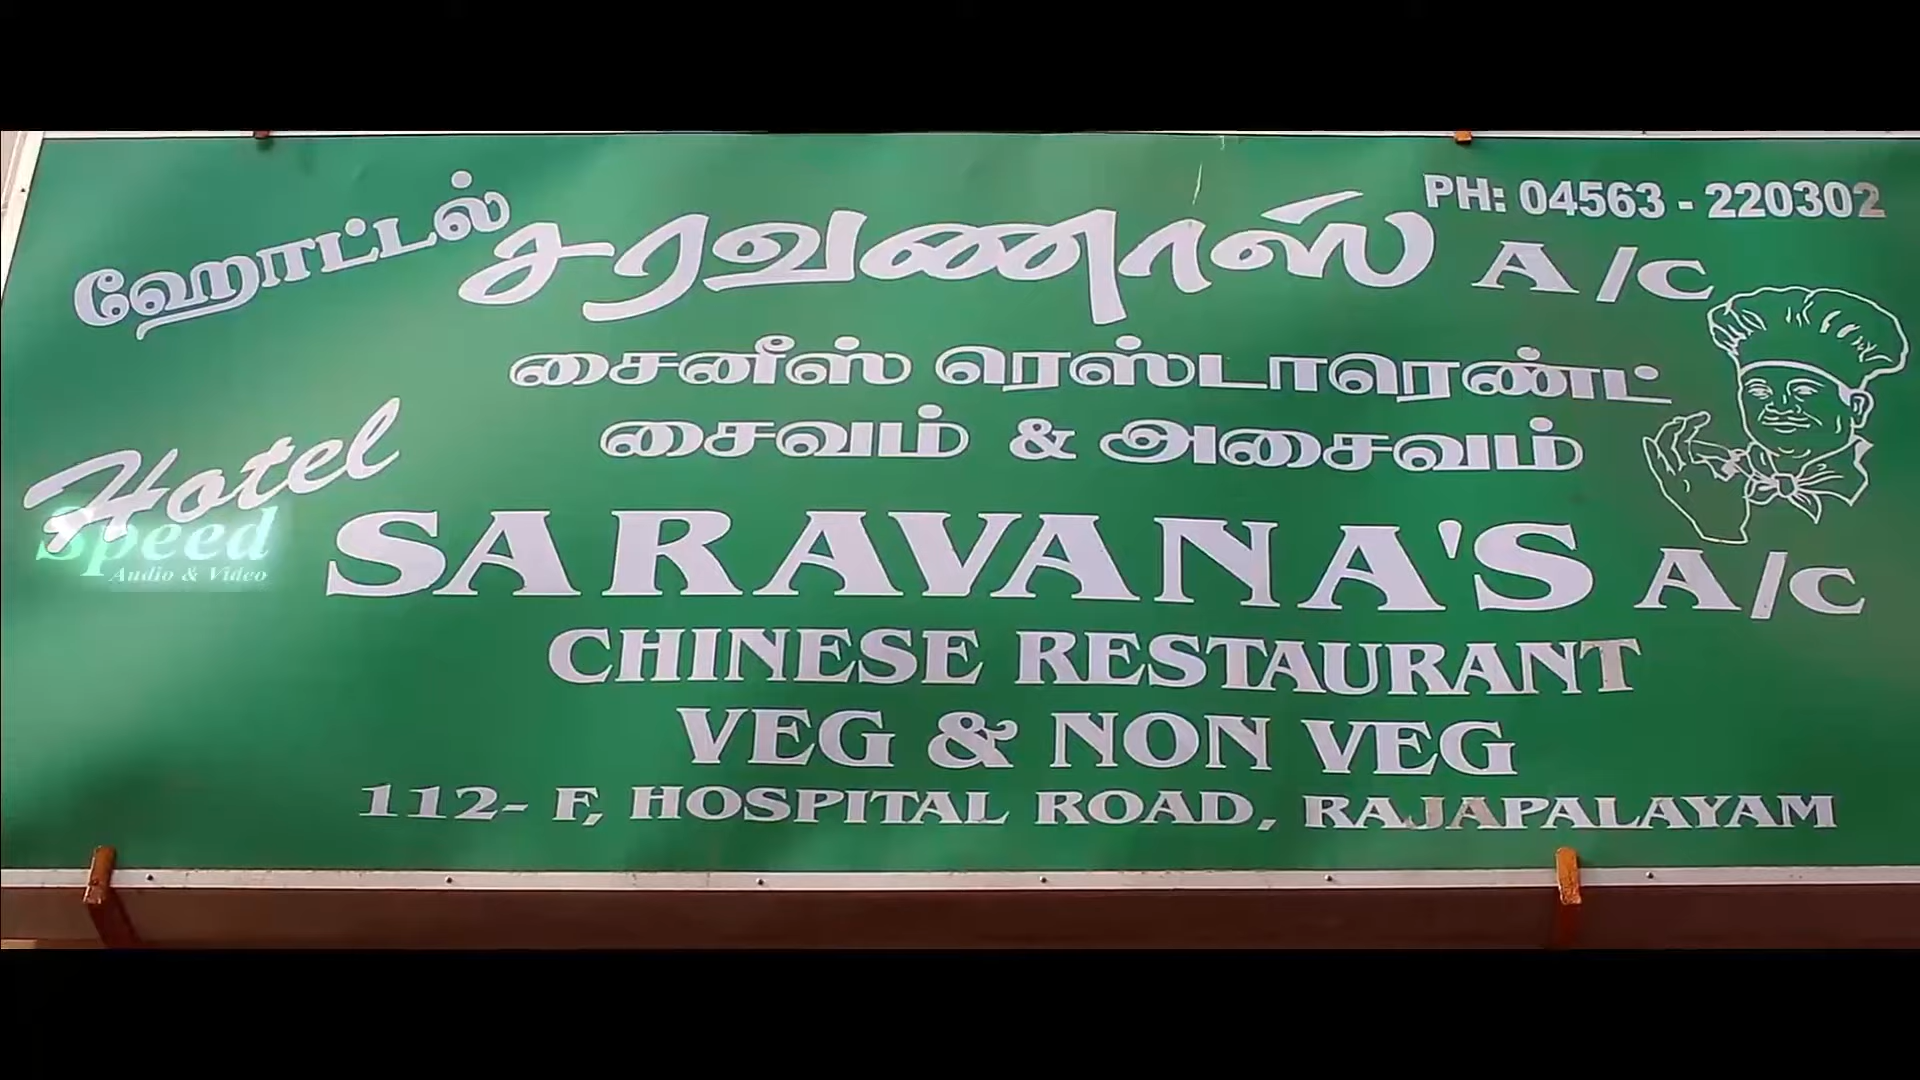 PH: 04563 - 220302
ஹோட்டல் சரவணாஸ் A/C
சைனீஸ் ரெஸ்டாரெண்ட்
சைவம் & அசைவம்
Hotel
SARAVANA'S A/C
Speed
Audio & Video
CHINESE RESTAURANT
VEG & NON VEG
112- F, HOSPITAL ROAD, RAJAPALAYAM